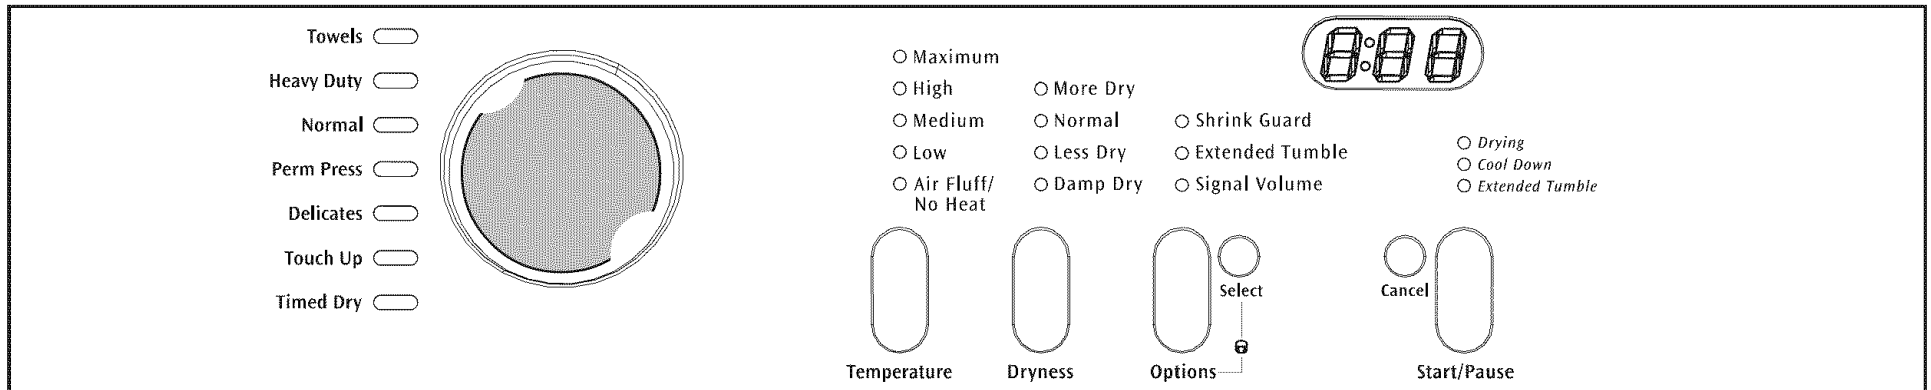 Towels
Heavy Duty
Normal
Perm Press
Delicates
Touch Up
Timed Dry
Maximum
High
Medium
Low
Air Fluff/
No Heat
More Dry
Normal
Less Dry
Damp Dry
Shrink Guard
Extended Tumble
Signal Volume
8:88
Drying
Cool Down
Extended Tumble
Temperature
Dryness
Options
Select
Cancel
Start/Pause